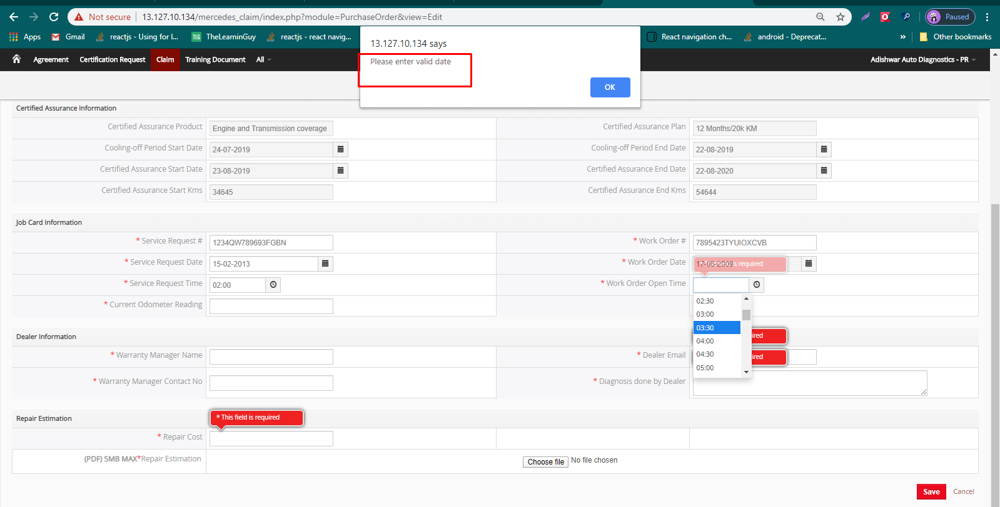 Not secure 13.127.10.134/mercedes_claim/index.php?module=PurchaseOrder&view=Edit Paused
Apps Gmail reactjs - Using for l... TLG TheLearningGuy reactjs - react navig... React navigation ch... android - Deprecat... » Other bookmarks
13.127.10.134 says
Please enter valid date
OK
Agreement Certification Request Claim Training Document All Adishwar Auto Diagnostics - PR
Certified Assurance Information
Certified Assurance Product Engine and Transmission coverage Certified Assurance Plan 12 Months/20k KM
Cooling-off Period Start Date 24-07-2019 Cooling-off Period End Date 22-08-2019
Certified Assurance Start Date 23-08-2019 Certified Assurance End Date 22-08-2020
Certified Assurance Start Kms 34645 Certified Assurance End Kms 54644
Job Card Information
* Service Request # 1234QW789693FGBN * Work Order # 7895423TYUIOXCVB
* Service Request Date 15-02-2013 * Work Order Date 17-05-2009 required
* Service Request Time 02:00 * Work Order Open Time
* Current Odometer Reading
02:30
03:00
03:30
04:00
04:30
05:00
Dealer Information ired
* Warranty Manager Name * Dealer Email ired
* Warranty Manager Contact No * Diagnosis done by Dealer
Repair Estimation * This field is required
* Repair Cost
(PDF) 5MB MAX*Repair Estimation Choose file No file chosen
Save Cancel